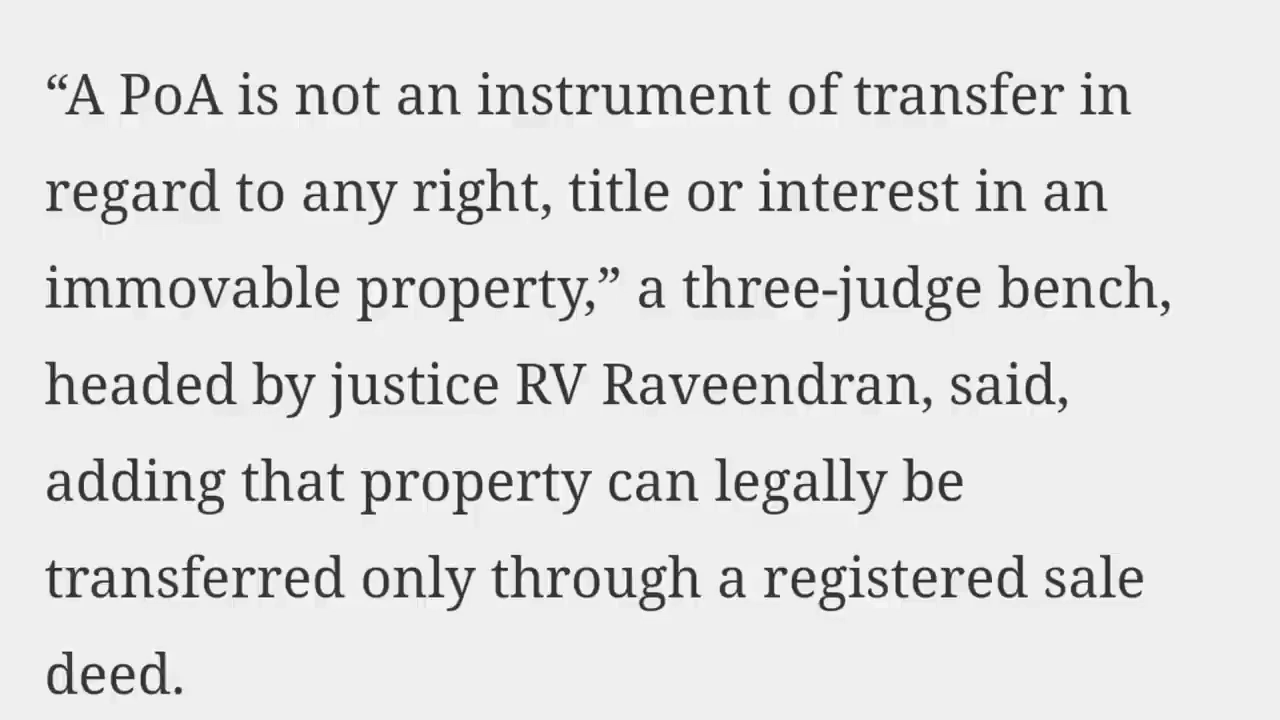 “A PoA is not an instrument of transfer in
regard to any right, title or interest in an
immovable property,” a three-judge bench,
headed by justice RV Raveendran, said,
adding that property can legally be
transferred only through a registered sale
deed.